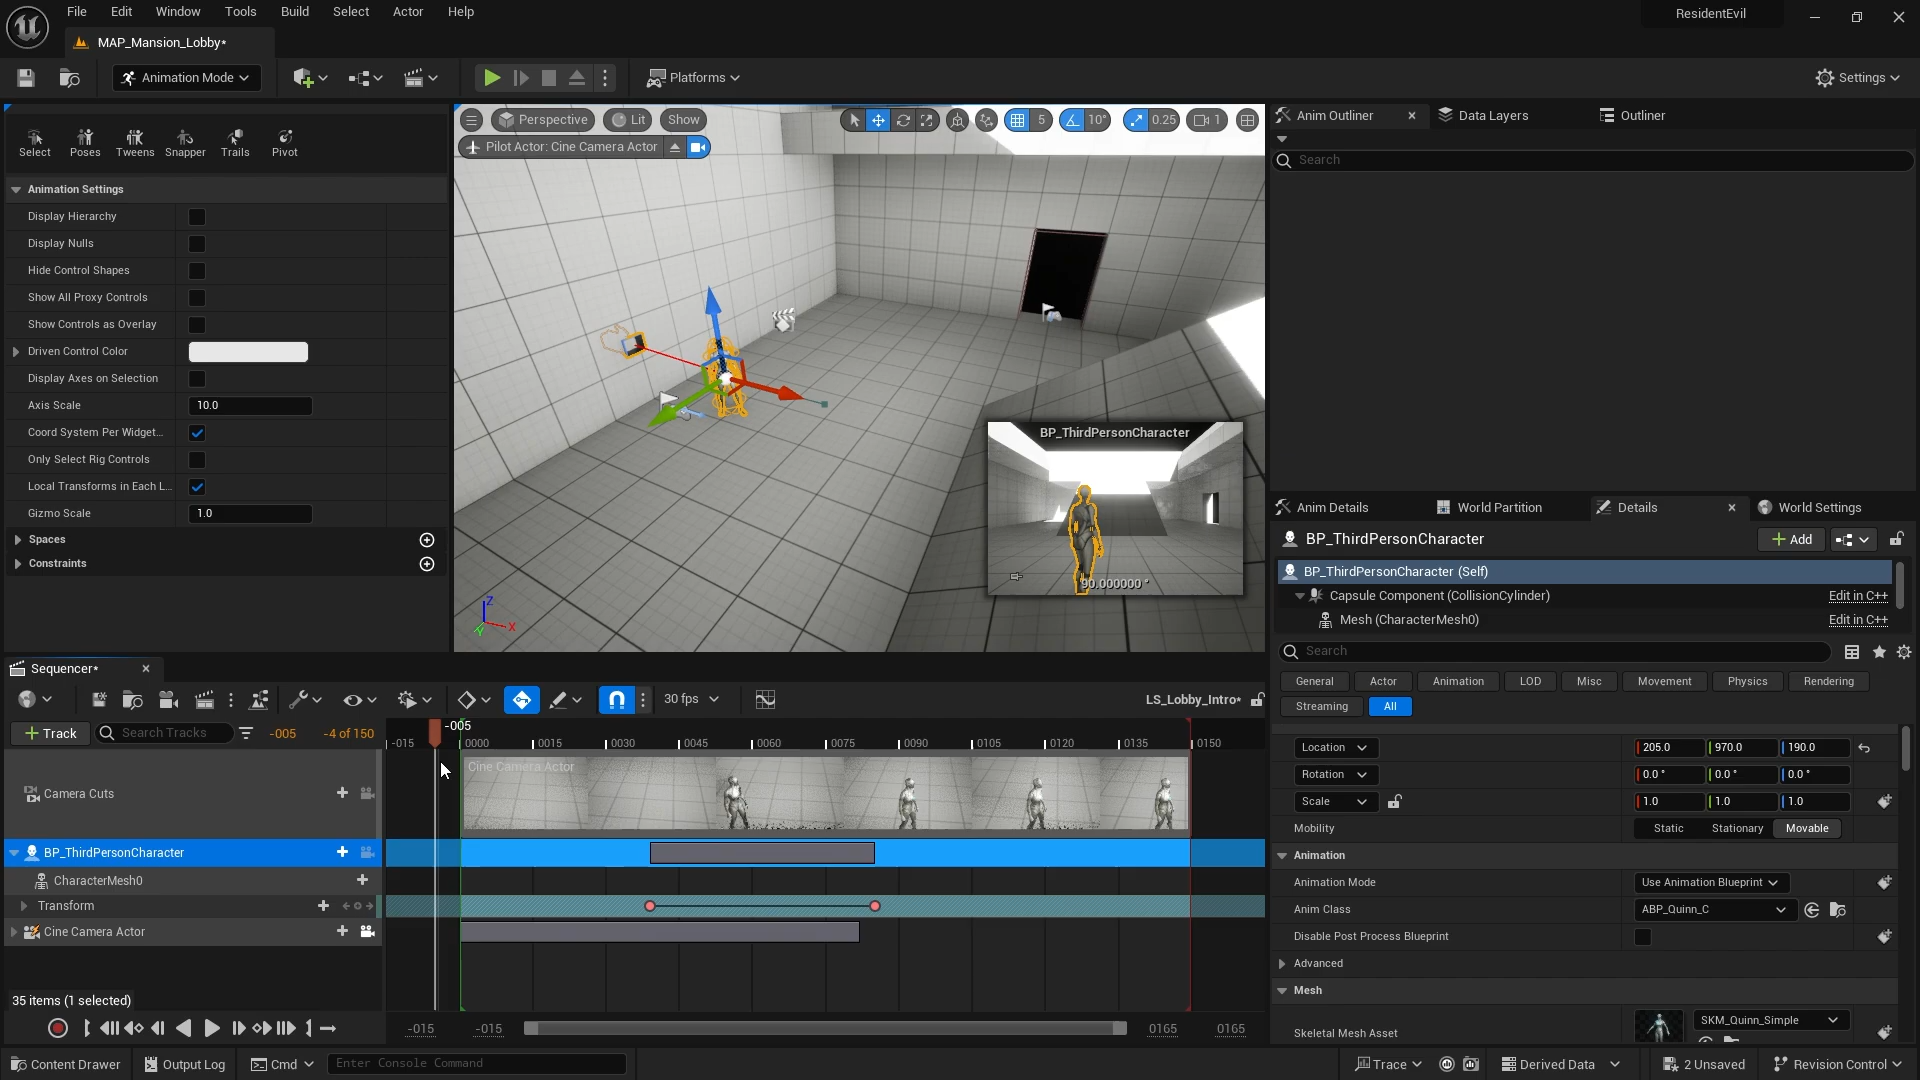 File Edit Window Tools Build Select Actor Help
ResidentEvil
MAP_Mansion_Lobby*
Animation Mode
Platforms
Settings
Select Poses Tweens Snapper Trails Pivot
Animation Settings
Display Hierarchy
Display Nulls
Hide Control Shapes
Show All Proxy Controls
Show Controls as Overlay
Driven Control Color
Display Axes on Selection
Axis Scale 10.0
Coord System Per Widget...
Only Select Rig Controls
Local Transforms in Each L...
Gizmo Scale 1.0
Spaces
Constraints
Perspective Lit Show
5 10° 0.25 1
Pilot Actor: Cine Camera Actor
BP_ThirdPersonCharacter
90.000000 °
Z
X
Y
Anim Outliner Data Layers Outliner
Search
Anim Details World Partition Details World Settings
BP_ThirdPersonCharacter
Add
BP_ThirdPersonCharacter (Self)
Capsule Component (CollisionCylinder) Edit in C++
Mesh (CharacterMesh0) Edit in C++
Search
General Actor Animation LOD Misc Movement Physics Rendering
Streaming All
Location 205.0 970.0 190.0
Rotation 0.0 ° 0.0 ° 0.0 °
Scale 1.0 1.0 1.0
Mobility Static Stationary Movable
Animation
Animation Mode Use Animation Blueprint
Anim Class ABP_Quinn_C
Disable Post Process Blueprint
Advanced
Mesh
Skeletal Mesh Asset SKM_Quinn_Simple
Sequencer*
30 fps
LS_Lobby_Intro*
Track Search Tracks -005 -4 of 150
-005
-015 0000 0015 0030 0045 0060 0075 0090 0105 0120 0135 0150
Camera Cuts
Cine Camera Actor
BP_ThirdPersonCharacter
CharacterMesh0
Transform
Cine Camera Actor
35 items (1 selected)
-015 -015 0165 0165
Content Drawer Output Log Cmd Enter Console Command
Trace Derived Data 2 Unsaved Revision Control